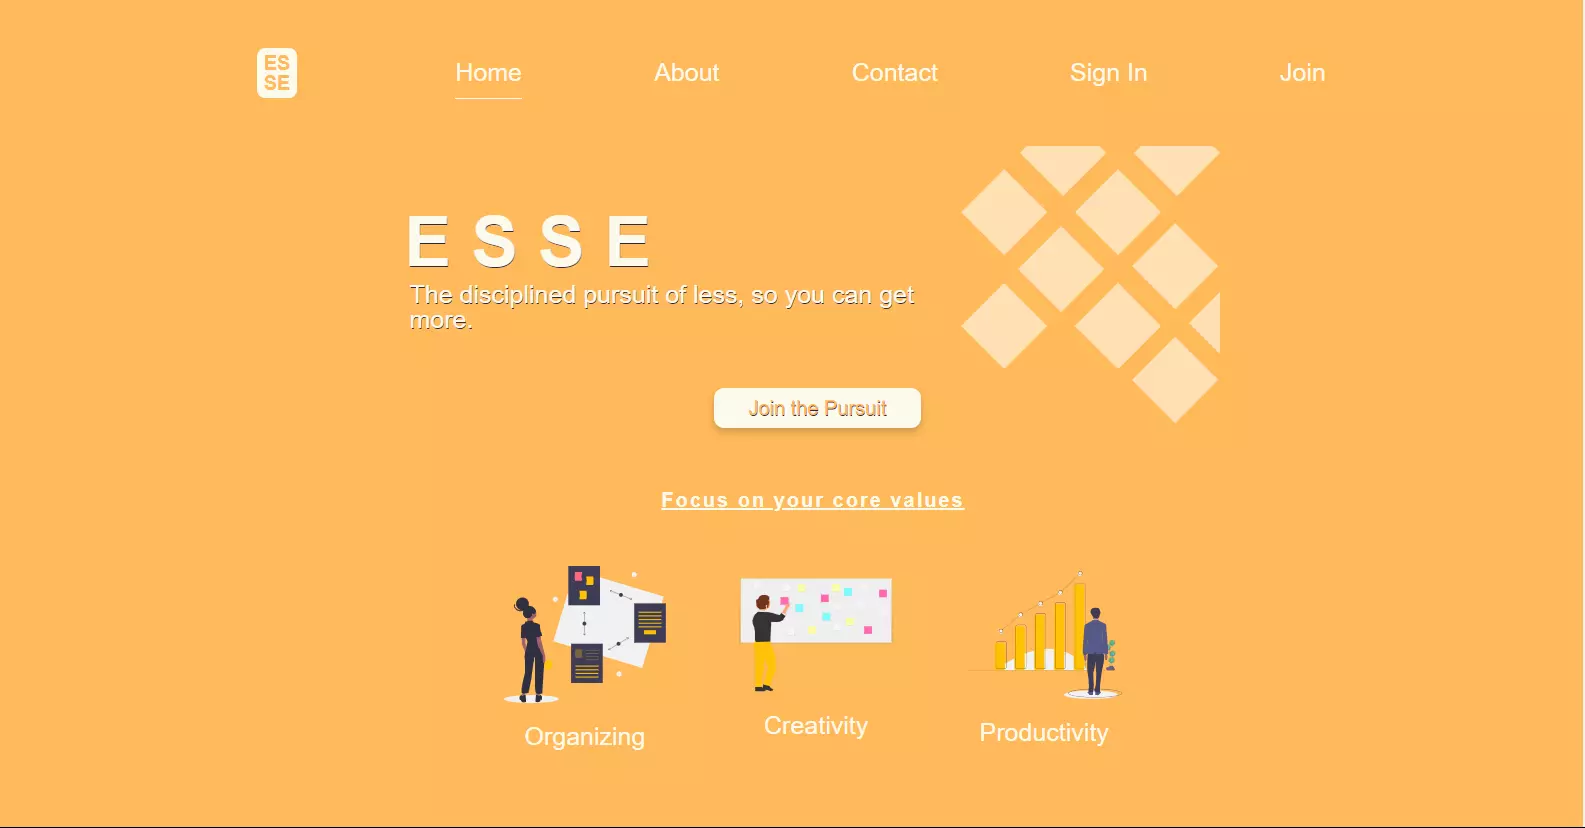 ES
SE
Home
About
Contact
Sign In
Join
ESSE
The disciplined pursuit of less, so you can get
more.
Join the Pursuit
Focus on your core values
Organizing
Creativity
Productivity